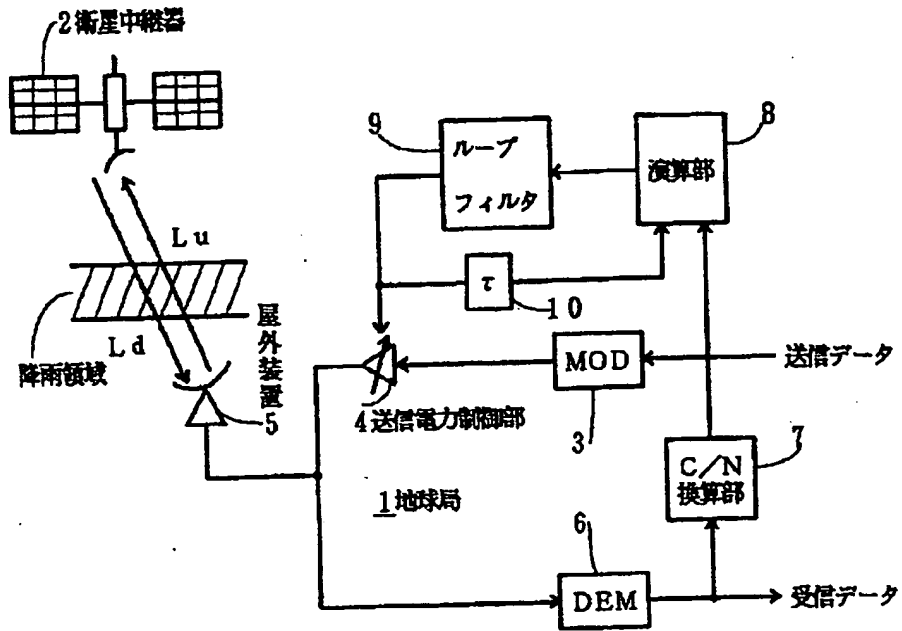 2衛星中継器
9
ループ
フィルタ
8
演算部
Lu
τ
10
屋外装置
Ld
降雨領域
5
4送信電力制御部
MOD
3
送信データ
7
C/N
換算部
1地球局
6
DEM
受信データ